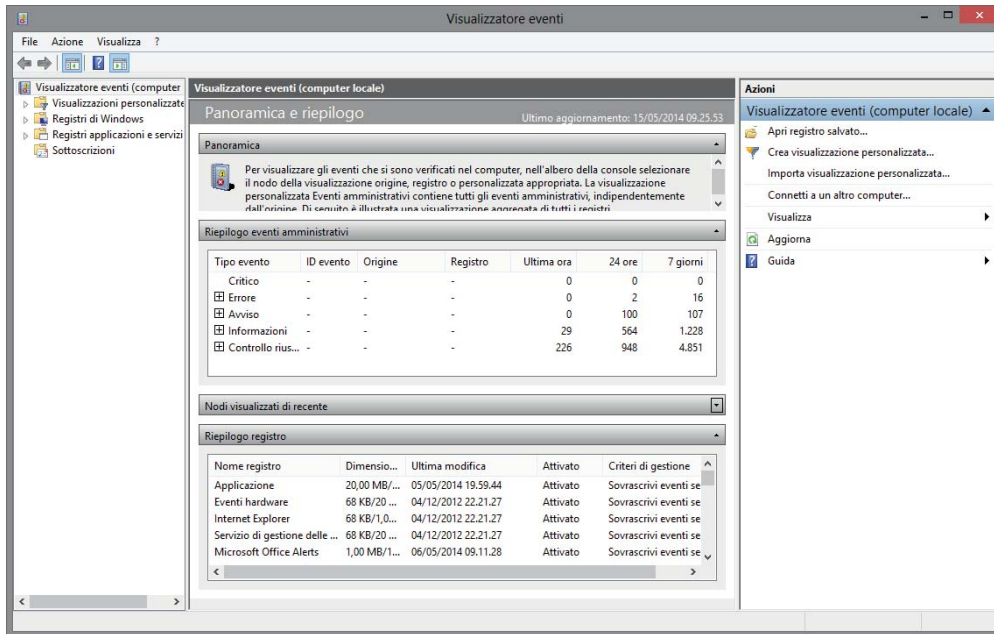 Visualizzatore eventi
File Azione Visualizza ?
Visualizzatore eventi (computer
Visualizzazioni personalizzate
Registri di Windows
Registri applicazioni e servizi
Sottoscrizioni
Visualizzatore eventi (computer locale)
Panoramica e riepilogo Ultimo aggiornamento: 15/05/2014 09.25.53
Panoramica
Per visualizzare gli eventi che si sono verificati nel computer, nell'albero della console selezionare
il nodo della visualizzazione origine, registro o personalizzata appropriata. La visualizzazione
personalizzata Eventi amministrativi contiene tutti gli eventi amministrativi, indipendentemente
dall'origine. Di seguito è illustrata una visualizzazione aggregata di tutti i registri.
Riepilogo eventi amministrativi
Tipo evento ID evento Origine Registro Ultima ora 24 ore 7 giorni
Critico - - - 0 0 0
Errore - - - 0 2 16
Avviso - - - 0 100 107
Informazioni - - - 29 564 1.228
Controllo rius... - - - 226 948 4.851
Nodi visualizzati di recente
Riepilogo registro
Nome registro Dimensio... Ultima modifica Attivato Criteri di gestione
Applicazione 20,00 MB/... 05/05/2014 19.59.44 Attivato Sovrascrivi eventi se
Eventi hardware 68 KB/20 ... 04/12/2012 22.21.27 Attivato Sovrascrivi eventi se
Internet Explorer 68 KB/1,0... 04/12/2012 22.21.27 Attivato Sovrascrivi eventi se
Servizio di gestione delle ... 68 KB/20 ... 04/12/2012 22.21.27 Attivato Sovrascrivi eventi se
Microsoft Office Alerts 1,00 MB/1... 06/05/2014 09.11.28 Attivato Sovrascrivi eventi se
Azioni
Visualizzatore eventi (computer locale)
Apri registro salvato...
Crea visualizzazione personalizzata...
Importa visualizzazione personalizzata...
Connetti a un altro computer...
Visualizza
Aggiorna
Guida